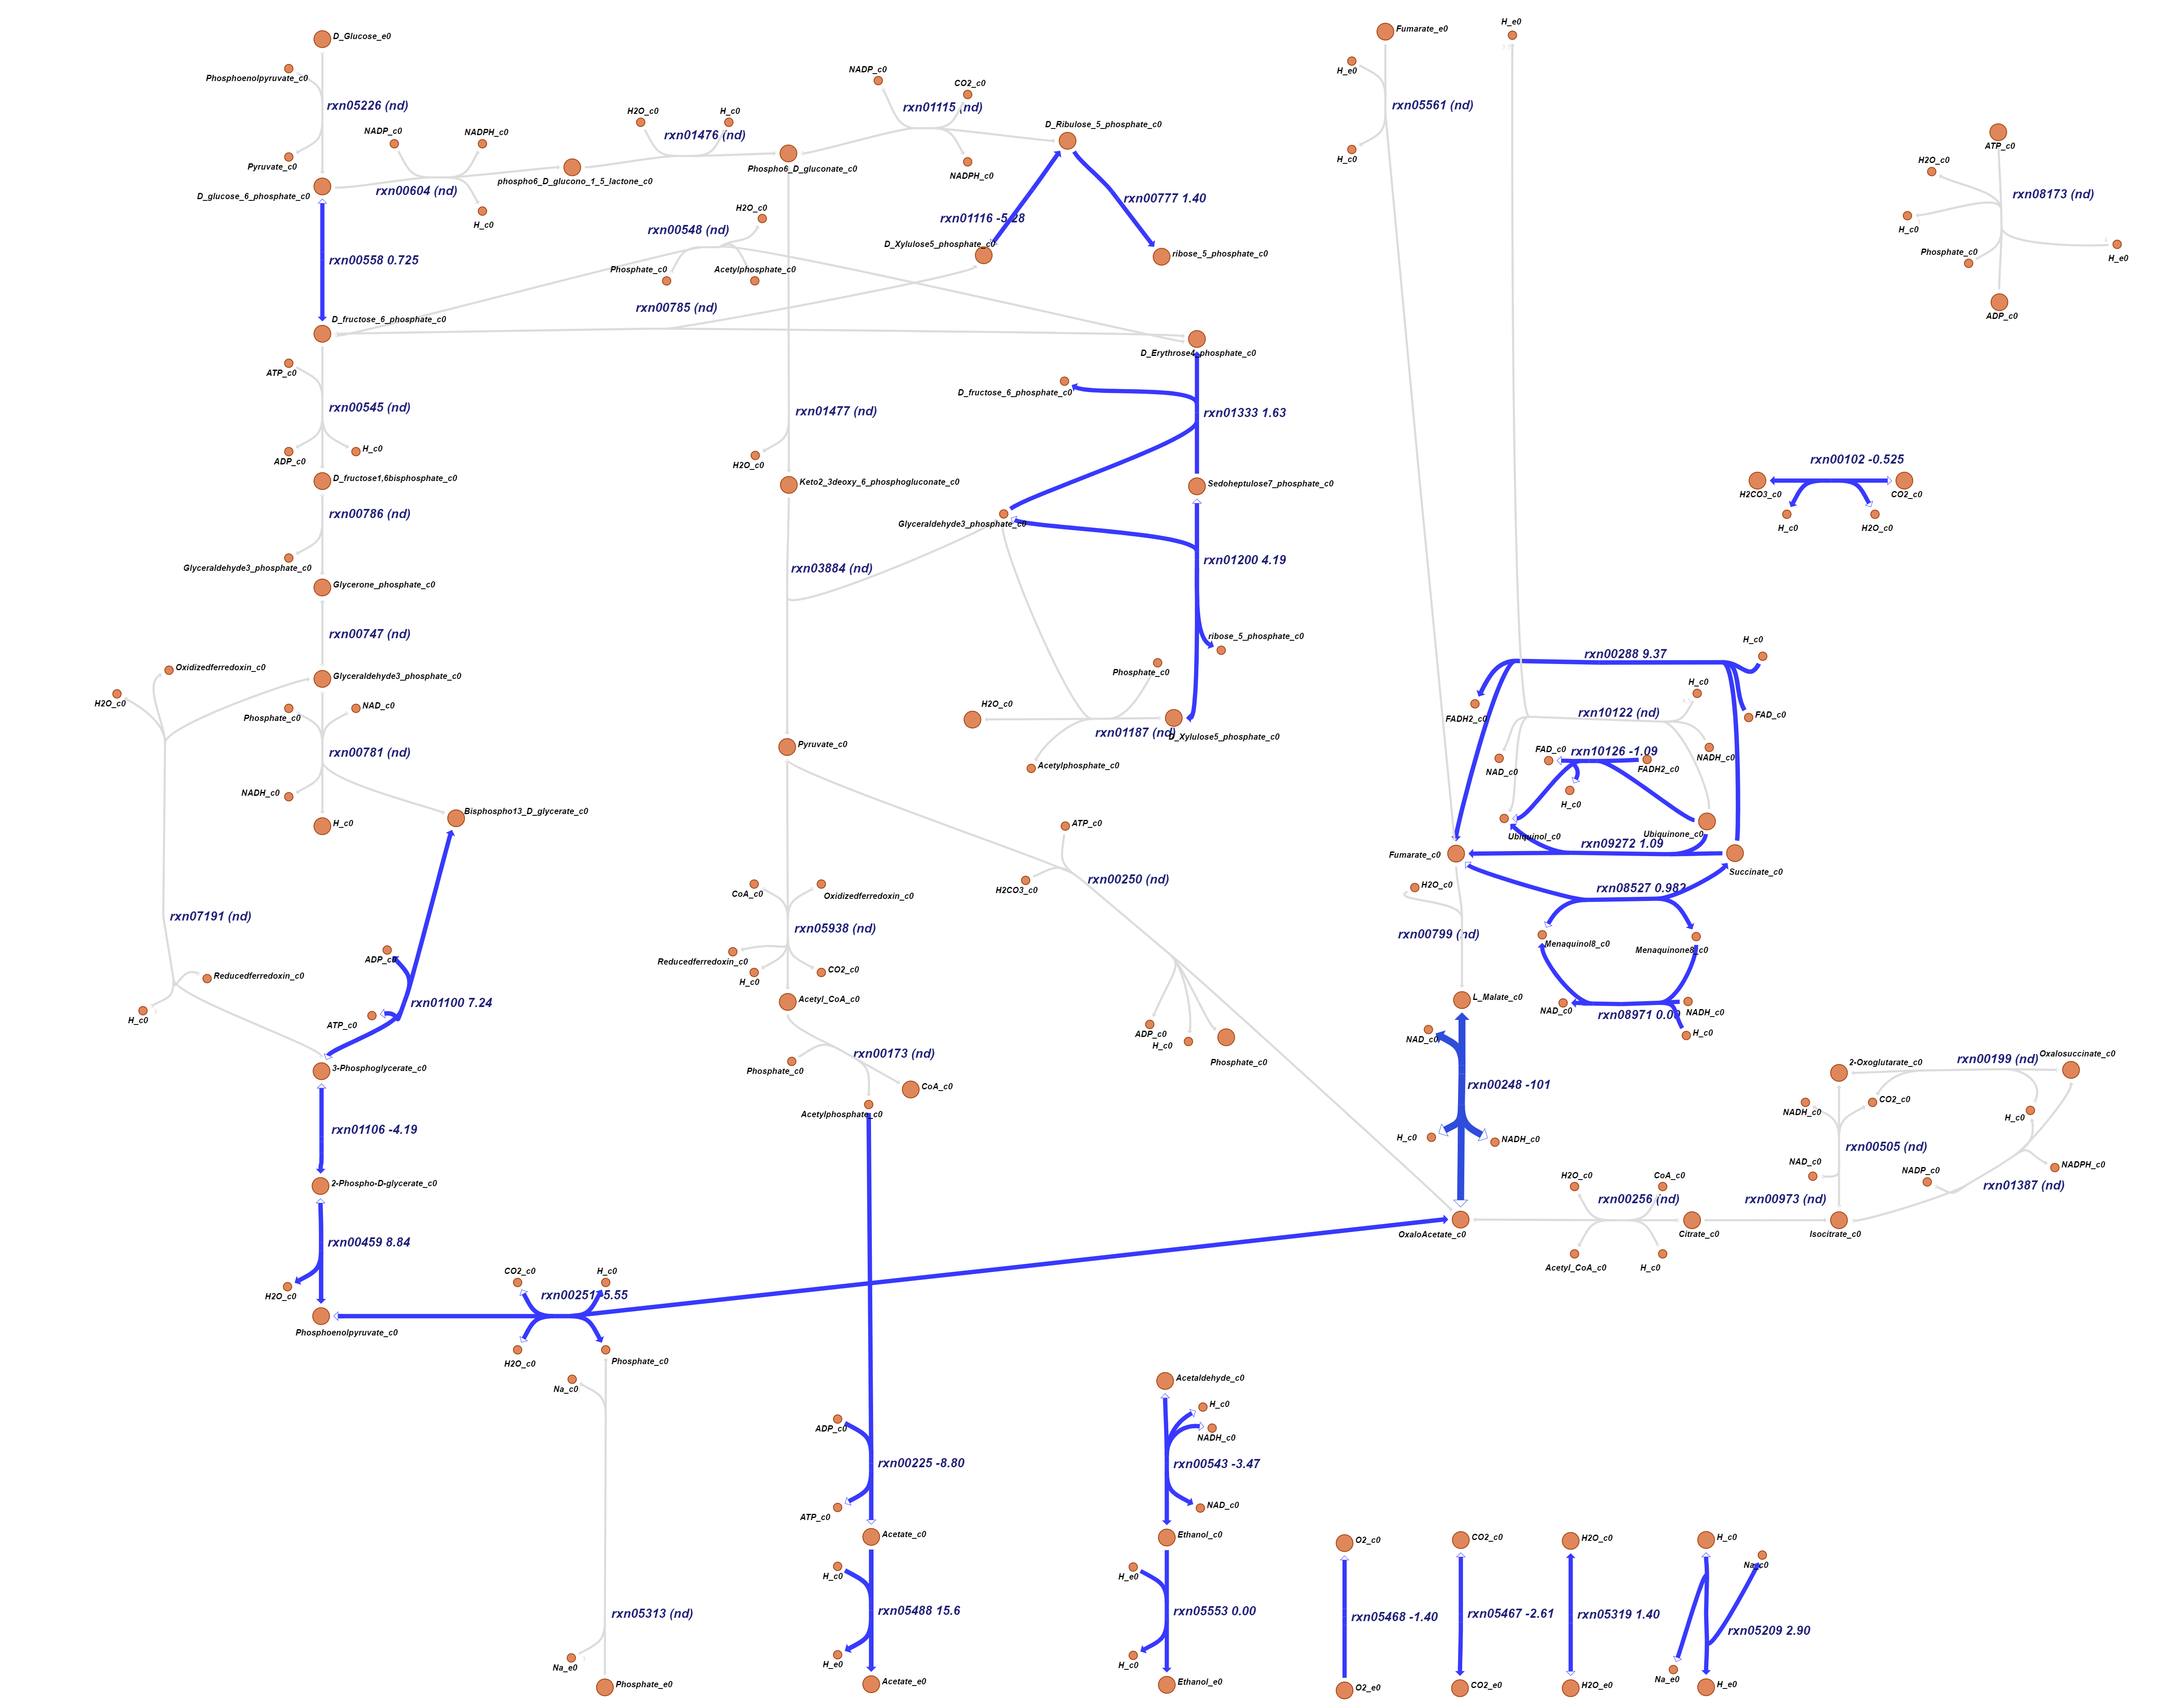 D_Glucose_e0
Phosphoenolpyruvate_c0
rxn05226 (nd)
Pyruvate_c0
D_glucose_6_phosphate_c0
NADP_c0
NADPH_c0
rxn00604 (nd)
H_c0
phospho6_D_glucono_1_5_lactone_c0
H2O_c0
H_c0
rxn01476 (nd)
Phospho6_D_gluconate_c0
NADP_c0
CO2_c0
rxn01115 (nd)
NADPH_c0
D_Ribulose_5_phosphate_c0
rxn01116 -5.28
rxn00777 1.40
D_Xylulose5_phosphate_c0
ribose_5_phosphate_c0
H2O_c0
rxn00548 (nd)
Phosphate_c0
Acetylphosphate_c0
rxn00785 (nd)
rxn00558 0.725
D_fructose_6_phosphate_c0
ATP_c0
rxn00545 (nd)
ADP_c0
H_c0
D_fructose1,6bisphosphate_c0
rxn00786 (nd)
Glyceraldehyde3_phosphate_c0
Glycerone_phosphate_c0
rxn00747 (nd)
Oxidizedferredoxin_c0
H2O_c0
Glyceraldehyde3_phosphate_c0
Phosphate_c0
NAD_c0
rxn00781 (nd)
NADH_c0
H_c0
Bisphospho13_D_glycerate_c0
rxn07191 (nd)
Reducedferredoxin_c0
H_c0
ADP_c0
rxn01100 7.24
ATP_c0
3-Phosphoglycerate_c0
rxn01106 -4.19
2-Phospho-D-glycerate_c0
rxn00459 8.84
H2O_c0
Phosphoenolpyruvate_c0
CO2_c0
H_c0
rxn00251 5.55
H2O_c0
Phosphate_c0
Na_c0
rxn05313 (nd)
Na_e0
Phosphate_e0
D_Erythrose4_phosphate_c0
D_fructose_6_phosphate_c0
rxn01333 1.63
rxn01477 (nd)
H2O_c0
Keto2_3deoxy_6_phosphogluconate_c0
Sedoheptulose7_phosphate_c0
Glyceraldehyde3_phosphate_c0
rxn03884 (nd)
rxn01200 4.19
ribose_5_phosphate_c0
Phosphate_c0
H2O_c0
rxn01187 (nd)
D_Xylulose5_phosphate_c0
Acetylphosphate_c0
Pyruvate_c0
ATP_c0
H2CO3_c0
rxn00250 (nd)
CoA_c0
Oxidizedferredoxin_c0
rxn05938 (nd)
Reducedferredoxin_c0
H_c0
CO2_c0
Acetyl_CoA_c0
ADP_c0
H_c0
Phosphate_c0
rxn00173 (nd)
Phosphate_c0
CoA_c0
Acetylphosphate_c0
ADP_c0
rxn00225 -8.80
ATP_c0
Acetate_c0
H_c0
rxn05488 15.6
H_e0
Acetate_e0
Acetaldehyde_c0
H_c0
NADH_c0
rxn00543 -3.47
NAD_c0
Ethanol_c0
H_e0
rxn05553 0.00
H_c0
Ethanol_e0
Fumarate_e0
H_e0
H_e0
rxn05561 (nd)
H_c0
ATP_c0
H2O_c0
rxn08173 (nd)
H_c0
Phosphate_c0
H_e0
ADP_c0
rxn00102 -0.525
H2CO3_c0
CO2_c0
H_c0
H2O_c0
H_c0
rxn00288 9.37
H_c0
FADH2_c0
rxn10122 (nd)
FAD_c0
NAD_c0
FAD_c0
rxn10126 -1.09
FADH2_c0
NADH_c0
H_c0
Ubiquinol_c0
Ubiquinone_c0
rxn09272 1.09
Fumarate_c0
Succinate_c0
H2O_c0
rxn08527 0.982
rxn00799 (nd)
Menaquinol8_c0
Menaquinone8_c0
L_Malate_c0
NAD_c0
NADH_c0
rxn08971 0.00
H_c0
NAD_c0
rxn00248 -101
H_c0
NADH_c0
OxaloAcetate_c0
H2O_c0
CoA_c0
rxn00256 (nd)
Acetyl_CoA_c0
H_c0
Citrate_c0
rxn00973 (nd)
Isocitrate_c0
2-Oxoglutarate_c0
rxn00199 (nd)
Oxalosuccinate_c0
NADH_c0
CO2_c0
H_c0
rxn00505 (nd)
NAD_c0
NADP_c0
NADPH_c0
rxn01387 (nd)
O2_c0
rxn05468 -1.40
O2_e0
CO2_c0
rxn05467 -2.61
CO2_e0
H2O_c0
rxn05319 1.40
H2O_e0
H_c0
Na_c0
rxn05209 2.90
Na_e0
H_e0